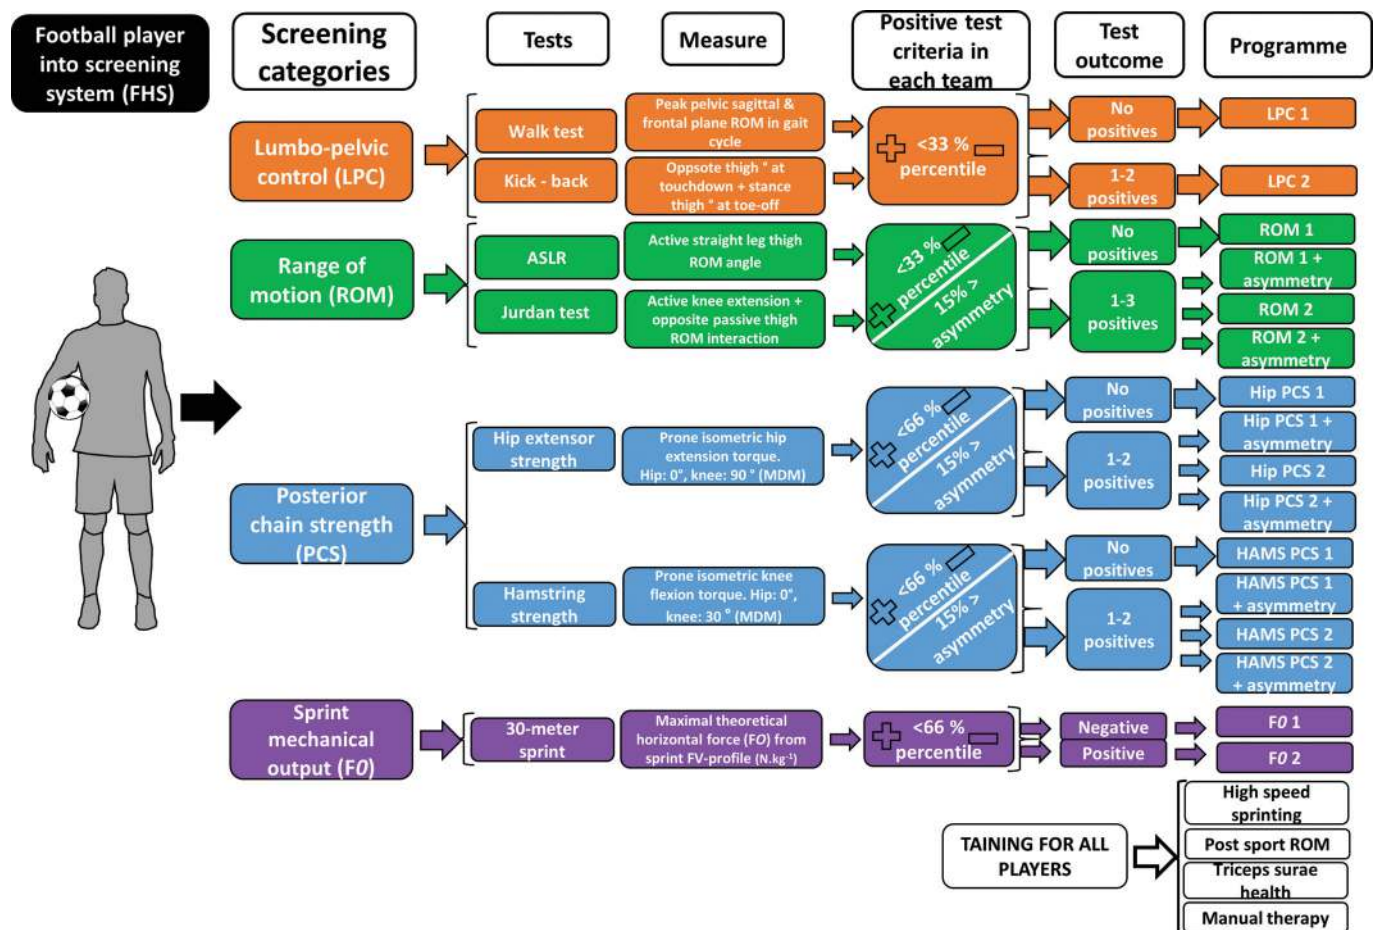 Football player
into screening
system (FHS)
Screening
categories
Tests
Measure
Positive test
criteria in
each team
Test
outcome
Programme
Lumbo-pelvic
control (LPC)
Walk test
Kick - back
Peak pelvic sagittal &
frontal plane ROM in gait
cycle
Oppsote thigh ° at
touchdown + stance
thigh ° at toe-off
<33 %
percentile
No
positives
1-2
positives
LPC 1
LPC 2
Range of
motion (ROM)
ASLR
Jurdan test
Active straight leg thigh
ROM angle
Active knee extension +
opposite passive thigh
ROM interaction
<33 %
percentile
15% >
asymmetry
No
positives
1-3
positives
ROM 1
ROM 1 +
asymmetry
ROM 2
ROM 2 +
asymmetry
Posterior
chain strength
(PCS)
Hip extensor
strength
Prone isometric hip
extension torque.
Hip: 0°, knee: 90 ° (MDM)
<66 %
percentile
15% >
asymmetry
No
positives
1-2
positives
Hip PCS 1
Hip PCS 1 +
asymmetry
Hip PCS 2
Hip PCS 2 +
asymmetry
Hamstring
strength
Prone isometric knee
flexion torque. Hip: 0°,
knee: 30 ° (MDM)
<66 %
percentile
15% >
asymmetry
No
positives
1-2
positives
HAMS PCS 1
HAMS PCS 1
+ asymmetry
HAMS PCS 2
HAMS PCS 2
+ asymmetry
Sprint
mechanical
output (F0)
30-meter
sprint
Maximal theoretical
horizontal force (FO) from
sprint FV-profile (N.kg⁻¹)
<66 %
percentile
Negative
Positive
F0 1
F0 2
TAINING FOR ALL
PLAYERS
High speed
sprinting
Post sport ROM
Triceps surae
health
Manual therapy